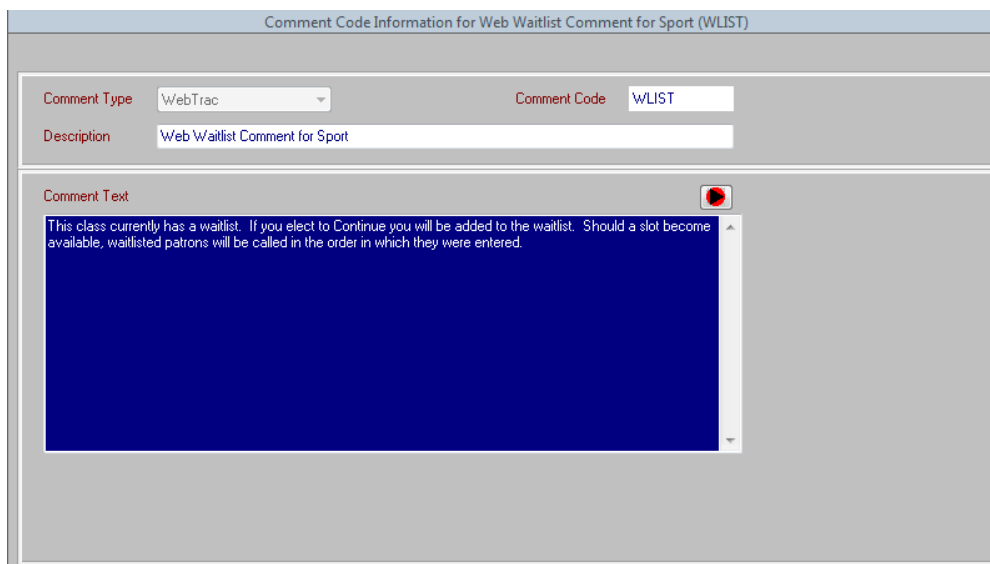 Comment Code Information for Web Waitlist Comment for Sport (WLIST)
Comment Type WebTrac Comment Code WLIST
Description Web Waitlist Comment for Sport
Comment Text
This class currently has a waitlist.  If you elect to Continue you will be added to the waitlist.  Should a slot become
available, waitlisted patrons will be called in the order in which they were entered.